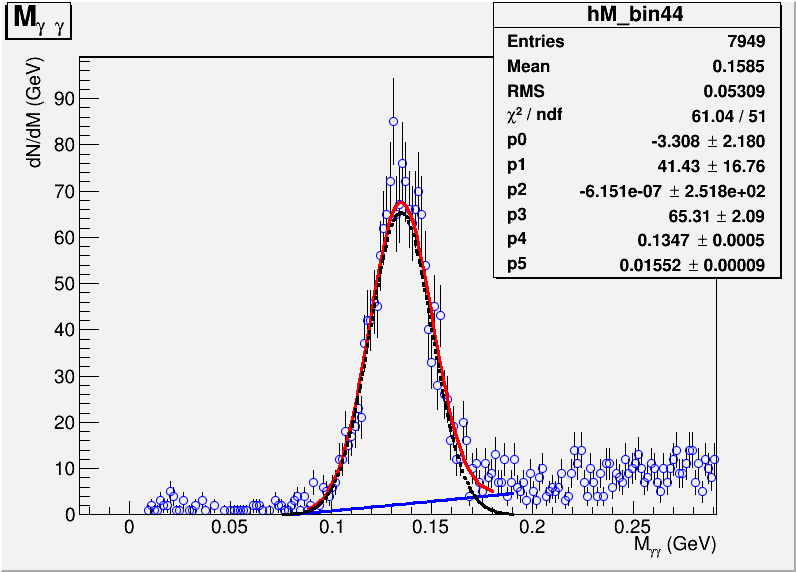 M γ γ
hM_bin44
Entries 7949
Mean 0.1585
RMS 0.05309
χ² / ndf 61.04 / 51
p0 -3.308 ± 2.180
p1 41.43 ± 16.76
p2 -6.151e-07 ± 2.518e+02
p3 65.31 ± 2.09
p4 0.1347 ± 0.0005
p5 0.01552 ± 0.00009
dN/dM (GeV)
90
80
70
60
50
40
30
20
10
0
0 0.05 0.1 0.15 0.2 0.25
Mγγ (GeV)